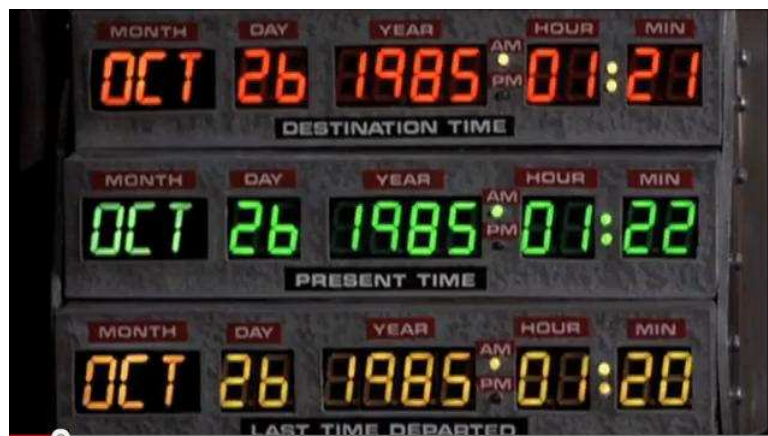 MONTH DAY YEAR AM HOUR MIN
OCT 26 1985 PM 01:21
DESTINATION TIME
MONTH DAY YEAR AM HOUR MIN
OCT 26 1985 PM 01:22
PRESENT TIME
MONTH DAY YEAR AM HOUR MIN
OCT 26 1985 PM 01:20
LAST TIME DEPARTED